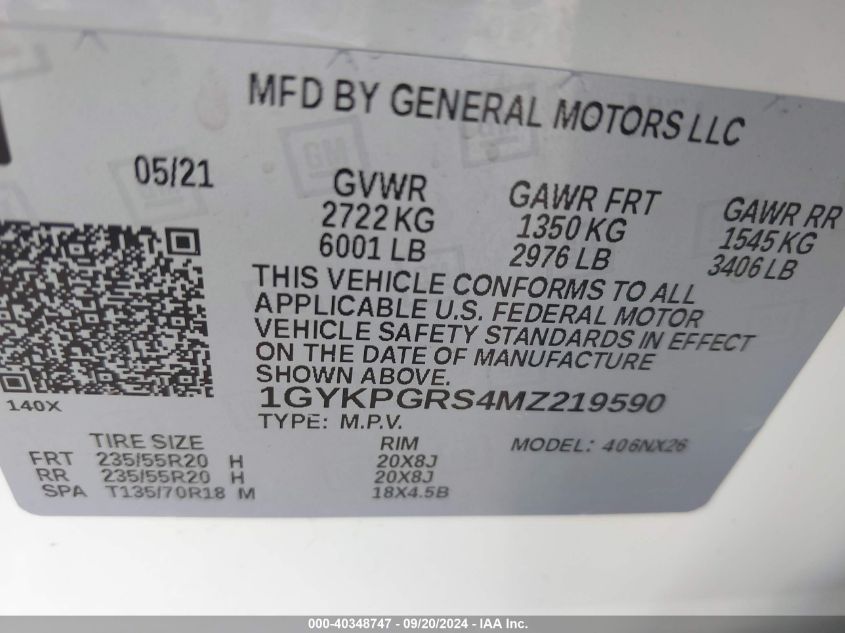 MFD BY GENERAL MOTORS LLC
05/21
GVWR GAWR FRT GAWR RR
2722 KG 1350 KG 1545 KG
6001 LB 2976 LB 3406 LB
THIS VEHICLE CONFORMS TO ALL
APPLICABLE U.S. FEDERAL MOTOR
VEHICLE SAFETY STANDARDS IN EFFECT
ON THE DATE OF MANUFACTURE
SHOWN ABOVE.
1GYKPGRS4MZ219590
140X
TYPE: M.P.V.
TIRE SIZE RIM MODEL: 406NX26
FRT 235/55R20 H 20X8J
RR 235/55R20 H 20X8J
SPA T135/70R18 M 18X4.5B
GM
GM
000-40348747 - 09/20/2024 - IAA Inc.